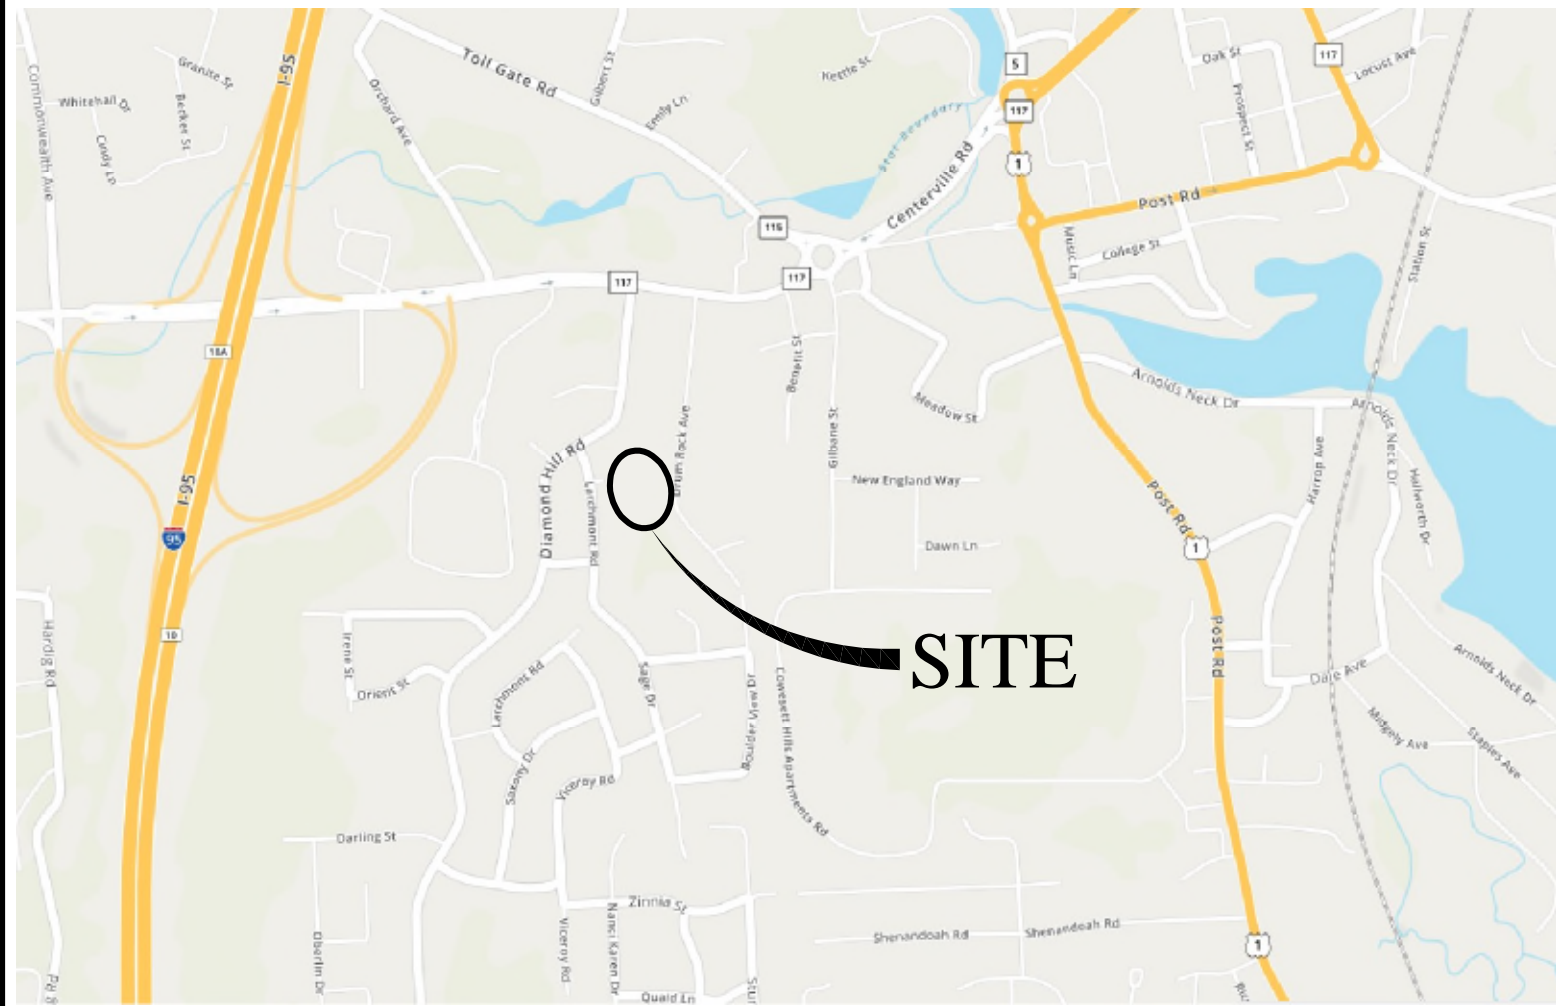 I-95
Commonwealth Ave
Granite St
Whitehall Dr
Becker St
Cindy Ln
Orchard Ave
Toll Gate Rd
Gilbert St
Emily Ln
Keefe St
5
117
1
Centerville Rd
Oak St
Prospect St
117
Locust Ave
Post Rd
Music Ln
College St
Station St
115
117
117
18A
Benefit St
Drum Rock Ave
Gilbane St
Meadow St
Arnolds Neck Dr
Arnolds Neck Dr
Harrop Ave
Hallworth Dr
Diamond Hill Rd
Larchmont Rd
New England Way
Dawn Ln
Post Rd
1
I-95
95
10
Hardig Rd
Irene St
Orient St
Larchmont Rd
Sage Dr
SITE
Post Rd
Dale Ave
Arnolds Neck Dr
Midgely Ave
Staples Ave
Saxony Dr
Viceroy Rd
Cowesett Hills Apartments Rd
Darling St
Zinnia St
Oberlin Dr
Viceroy Rd
Nanci Karen Dr
Shenandoah Rd
Shenandoah Rd
1
Quaid Ln